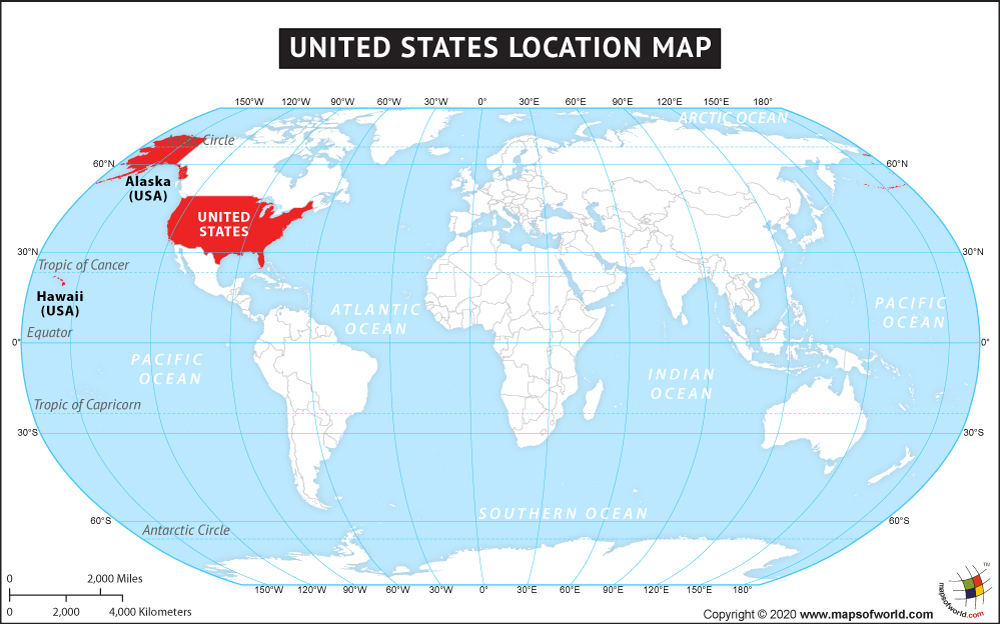 UNITED STATES LOCATION MAP
150°W 120°W 90°W 60°W 30°W 0° 30°E 60°E 90°E 120°E 150°E 180°
ARCTIC OCEAN
Arctic Circle
60°N 60°N
Alaska
(USA)
UNITED
STATES
30°N 30°N
Tropic of Cancer
Hawaii
(USA)
ATLANTIC
OCEAN
PACIFIC
OCEAN
Equator
0° 0°
PACIFIC
OCEAN
INDIAN
OCEAN
Tropic of Capricorn
30°S 30°S
SOUTHERN OCEAN
60°S 60°S
Antarctic Circle
150°W 120°W 90°W 60°W 30°W 0° 30°E 60°E 90°E 120°E 150°E 180°
0 2,000 Miles
0 2,000 4,000 Kilometers
TM
mapsofworld.com
Copyright © 2020 www.mapsofworld.com